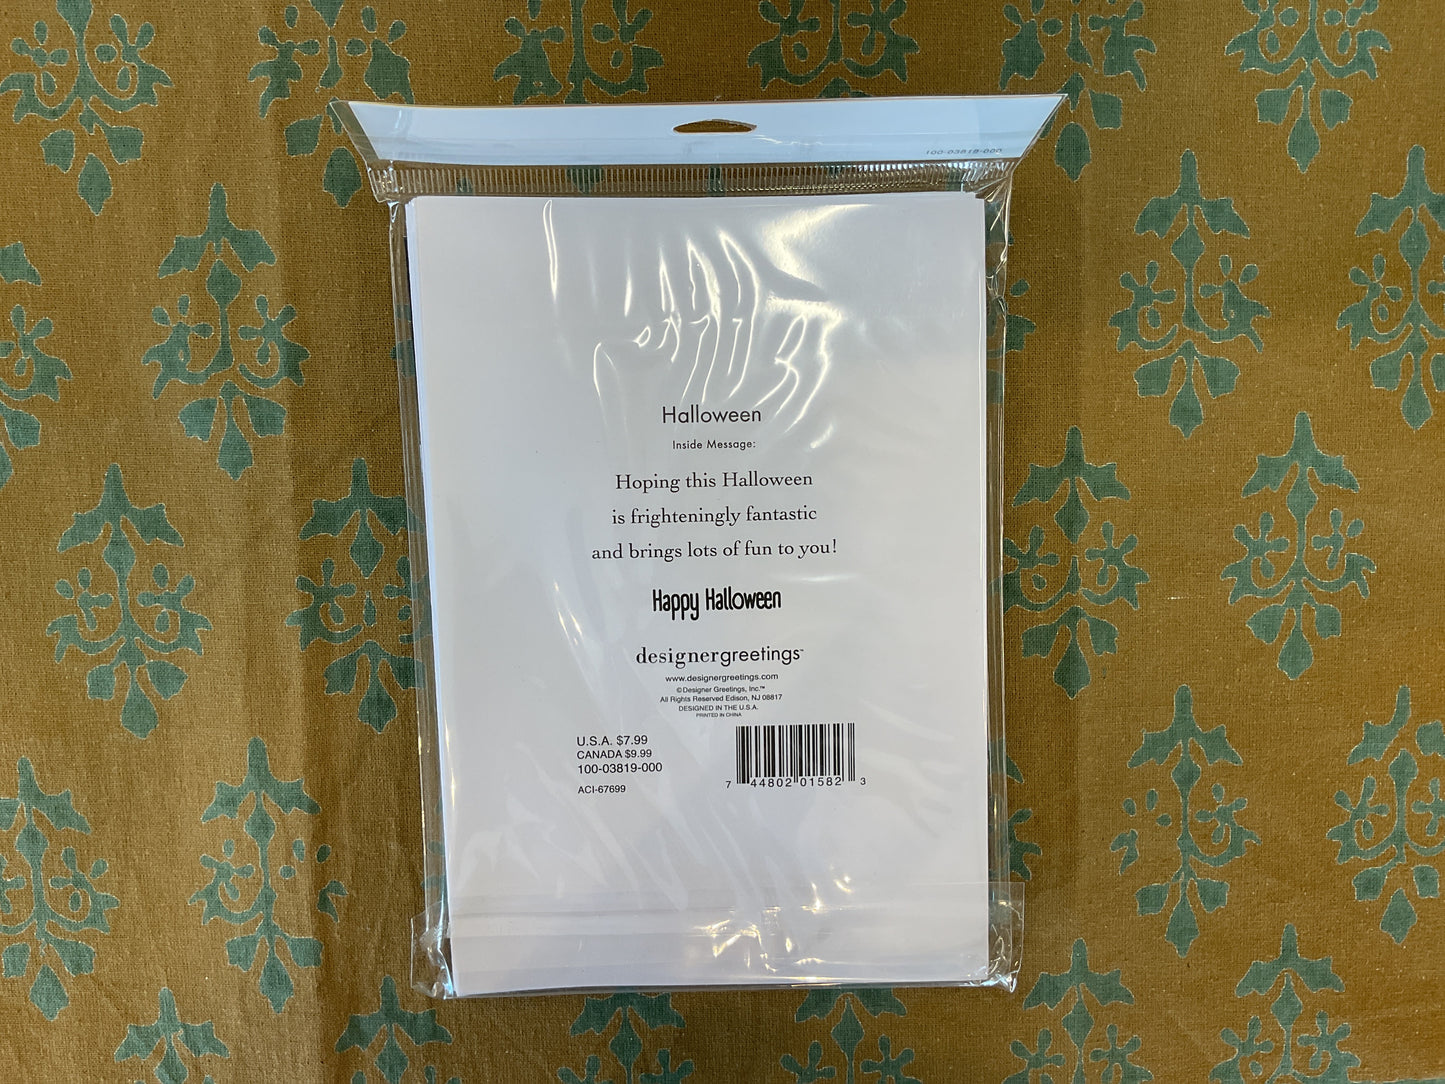 100-03819-000
Halloween
Inside Message:
Hoping this Halloween
is frighteningly fantastic
and brings lots of fun to you!
Happy Halloween
designergreetings™
www.designergreetings.com
©Designer Greetings, Inc.™
All Rights Reserved Edison, NJ 08817
DESIGNED IN THE U.S.A.
PRINTED IN CHINA
U.S.A. $7.99
CANADA $9.99
100-03819-000
ACI-67699
7 44802 01582 3